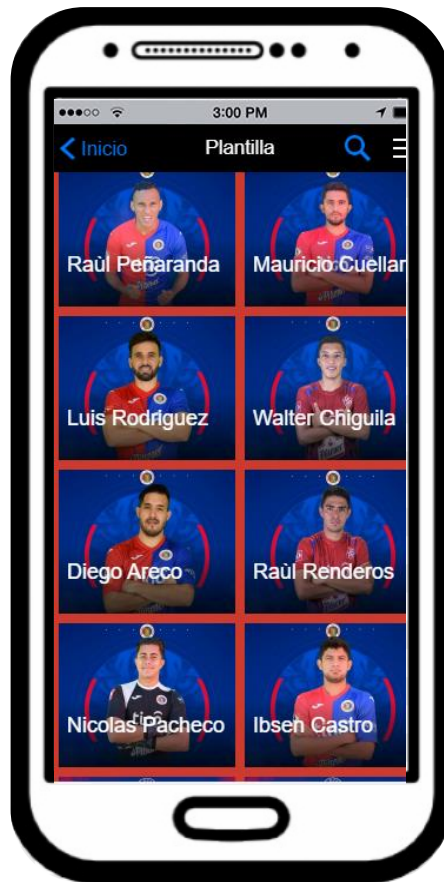 3:00 PM
Inicio
Plantilla
Raùl Peñaranda
Mauricio Cuellar
Luis Rodriguez
Walter Chiguila
Diego Areco
Raùl Renderos
Nicolas Pacheco
Ibsen Castro
tigo